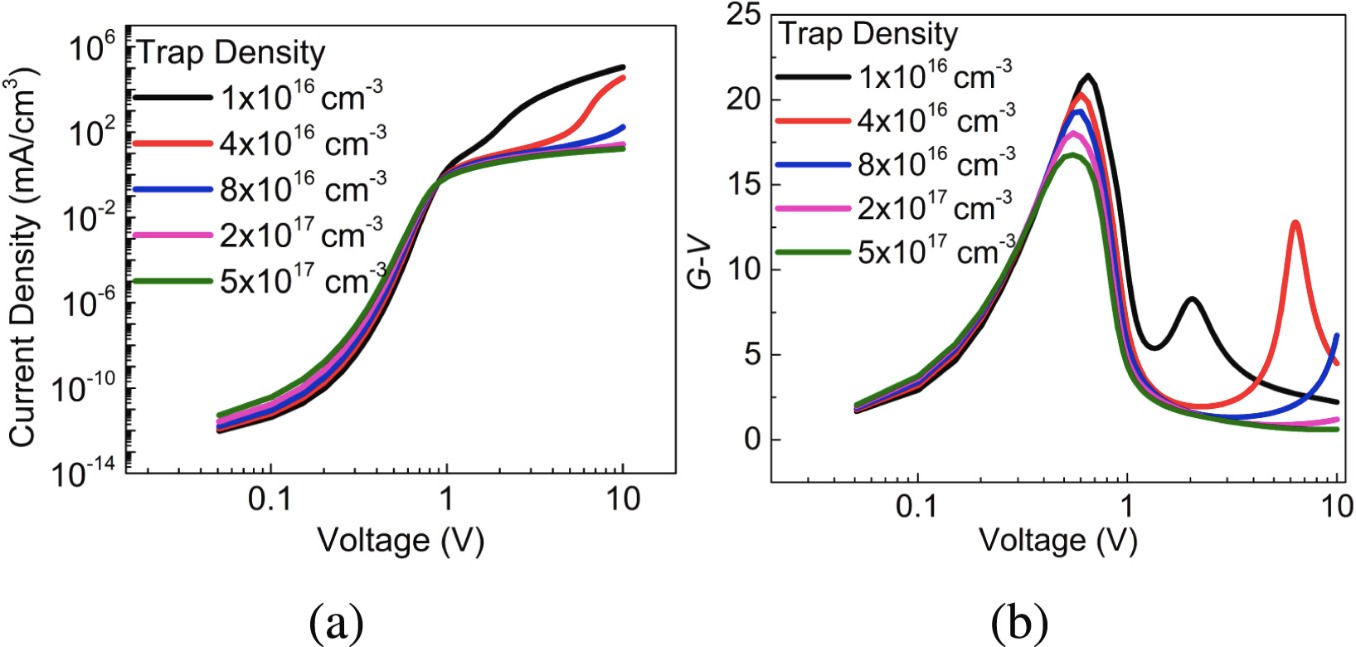 Trap Density
1x10^16 cm^-3
4x10^16 cm^-3
8x10^16 cm^-3
2x10^17 cm^-3
5x10^17 cm^-3
Current Density (mA/cm^3)
10^6
10^2
10^-2
10^-6
10^-10
10^-14
0.1 1 10
Voltage (V)
(a)
Trap Density
1x10^16 cm^-3
4x10^16 cm^-3
8x10^16 cm^-3
2x10^17 cm^-3
5x10^17 cm^-3
G-V
25
20
15
10
5
0
0.1 1 10
Voltage (V)
(b)